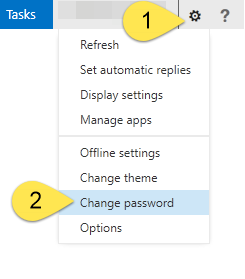 Tasks
1
?
Refresh
Set automatic replies
Display settings
Manage apps
Offline settings
Change theme
2
Change password
Options